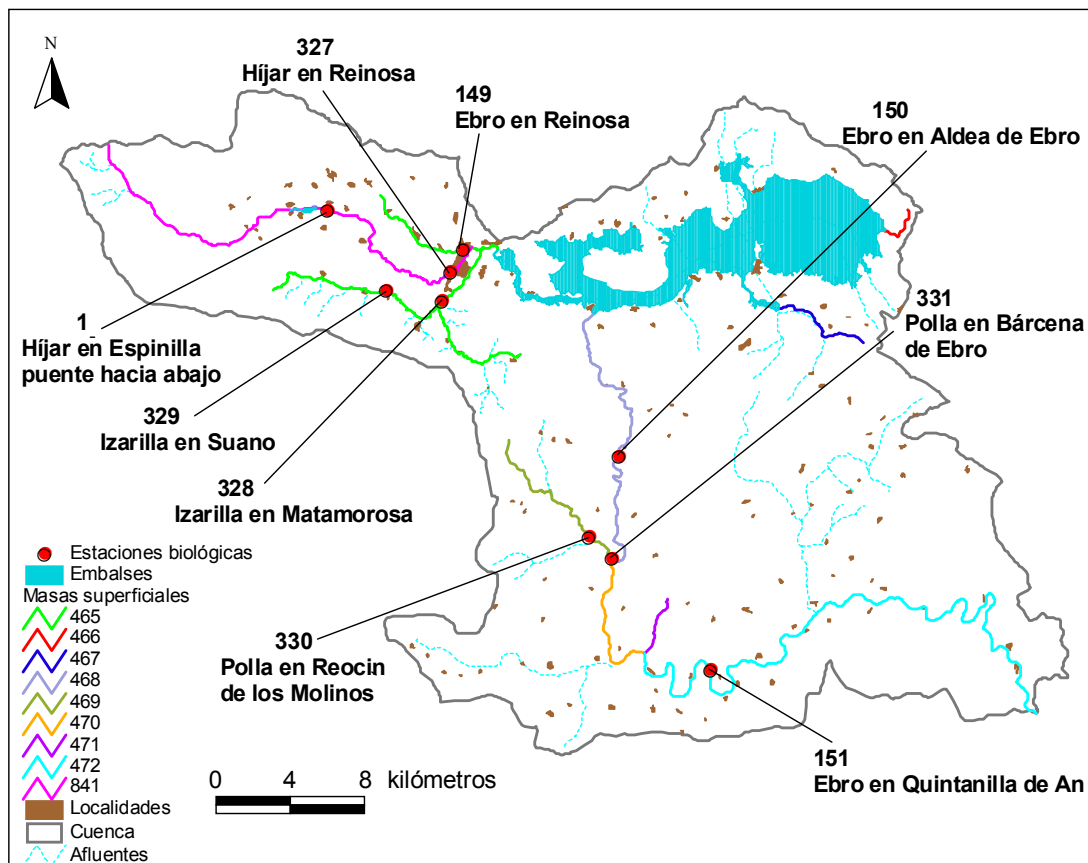 N
327
Híjar en Reinosa
149
Ebro en Reinosa
150
Ebro en Aldea de Ebro
1
Híjar en Espinilla
puente hacia abajo
331
Polla en Bárcena
de Ebro
329
Izarilla en Suano
328
Izarilla en Matamorosa
330
Polla en Reocin
de los Molinos
151
Ebro en Quintanilla de An
Estaciones biológicas
Embalses
Masas superficiales
465
466
467
468
469
470
471
472
841
Localidades
Cuenca
Afluentes
0 4 8 kilómetros